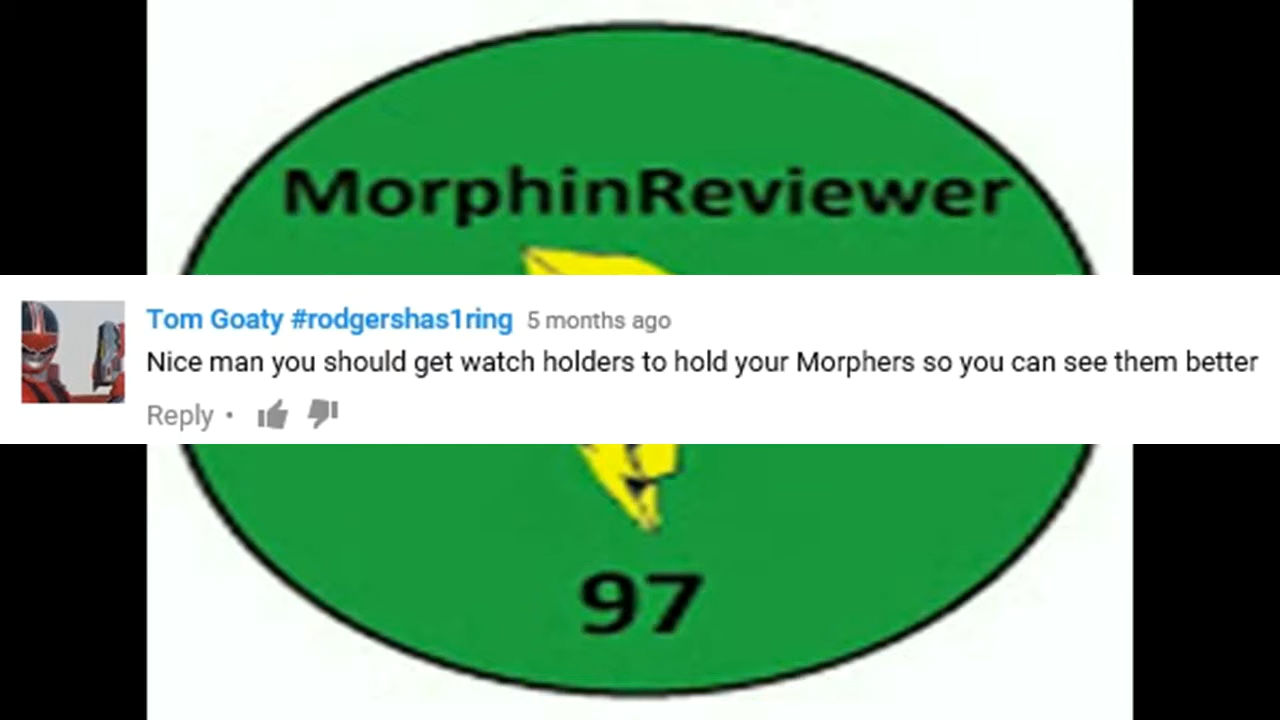 MorphinReviewer
Tom Goaty #rodgershas1ring 5 months ago
Nice man you should get watch holders to hold your Morphers so you can see them better
Reply •
97